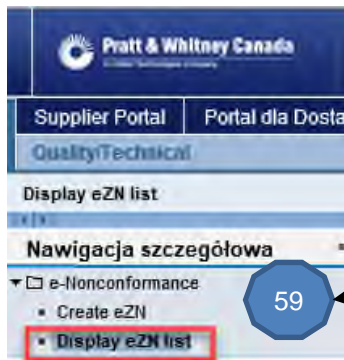 Pratt & Whitney Canada
Supplier Portal Portal dla Dosta
Quality/Technical
Display eZN list
Nawigacja szczegółowa
e-Nonconformance
59
Create eZN
Display eZN list